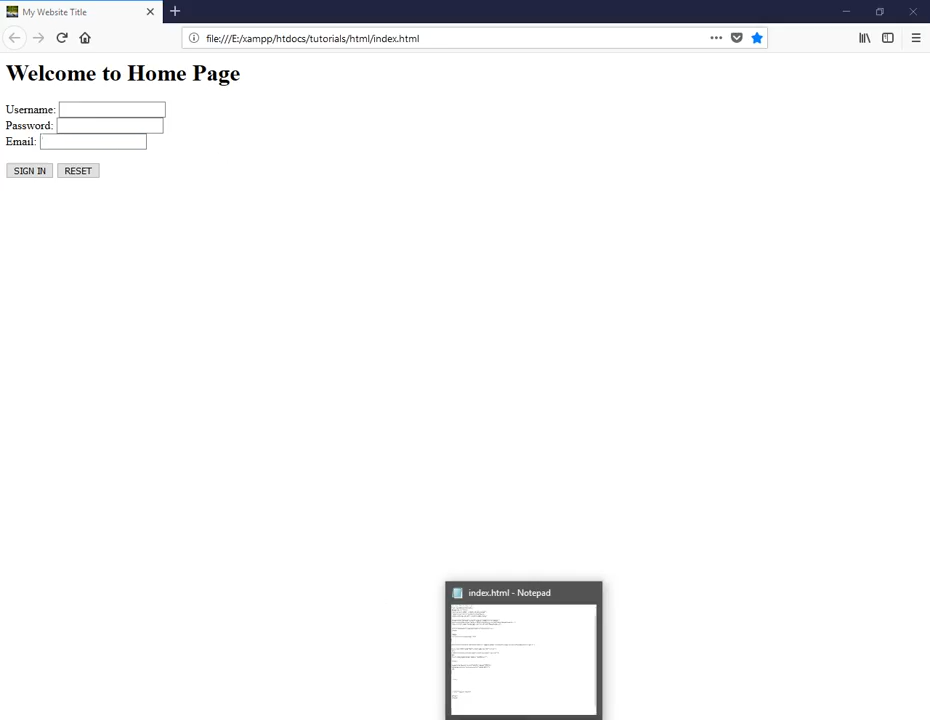 My Website Title
file:///E:/xampp/htdocs/tutorials/html/index.html
Welcome to Home Page
Username:
Password:
Email:
SIGN IN RESET
index.html - Notepad